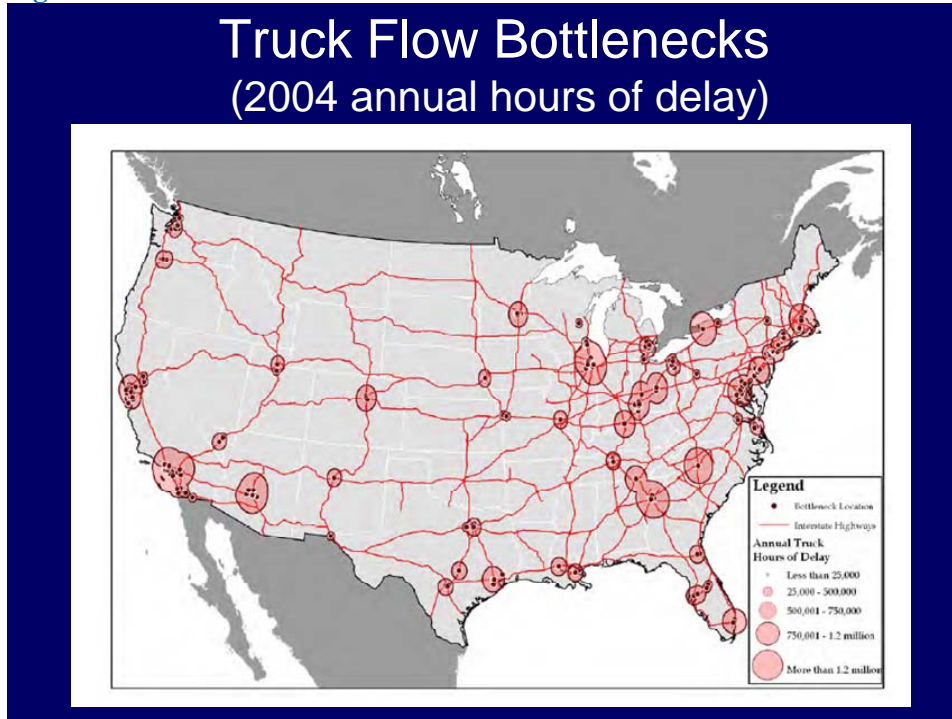 Truck Flow Bottlenecks
(2004 annual hours of delay)
Legend
Bottleneck Location
Interstate Highways
Annual Truck
Hours of Delay
Less than 25,000
25,000 - 500,000
500,001 - 750,000
750,001 - 1.2 million
More than 1.2 million